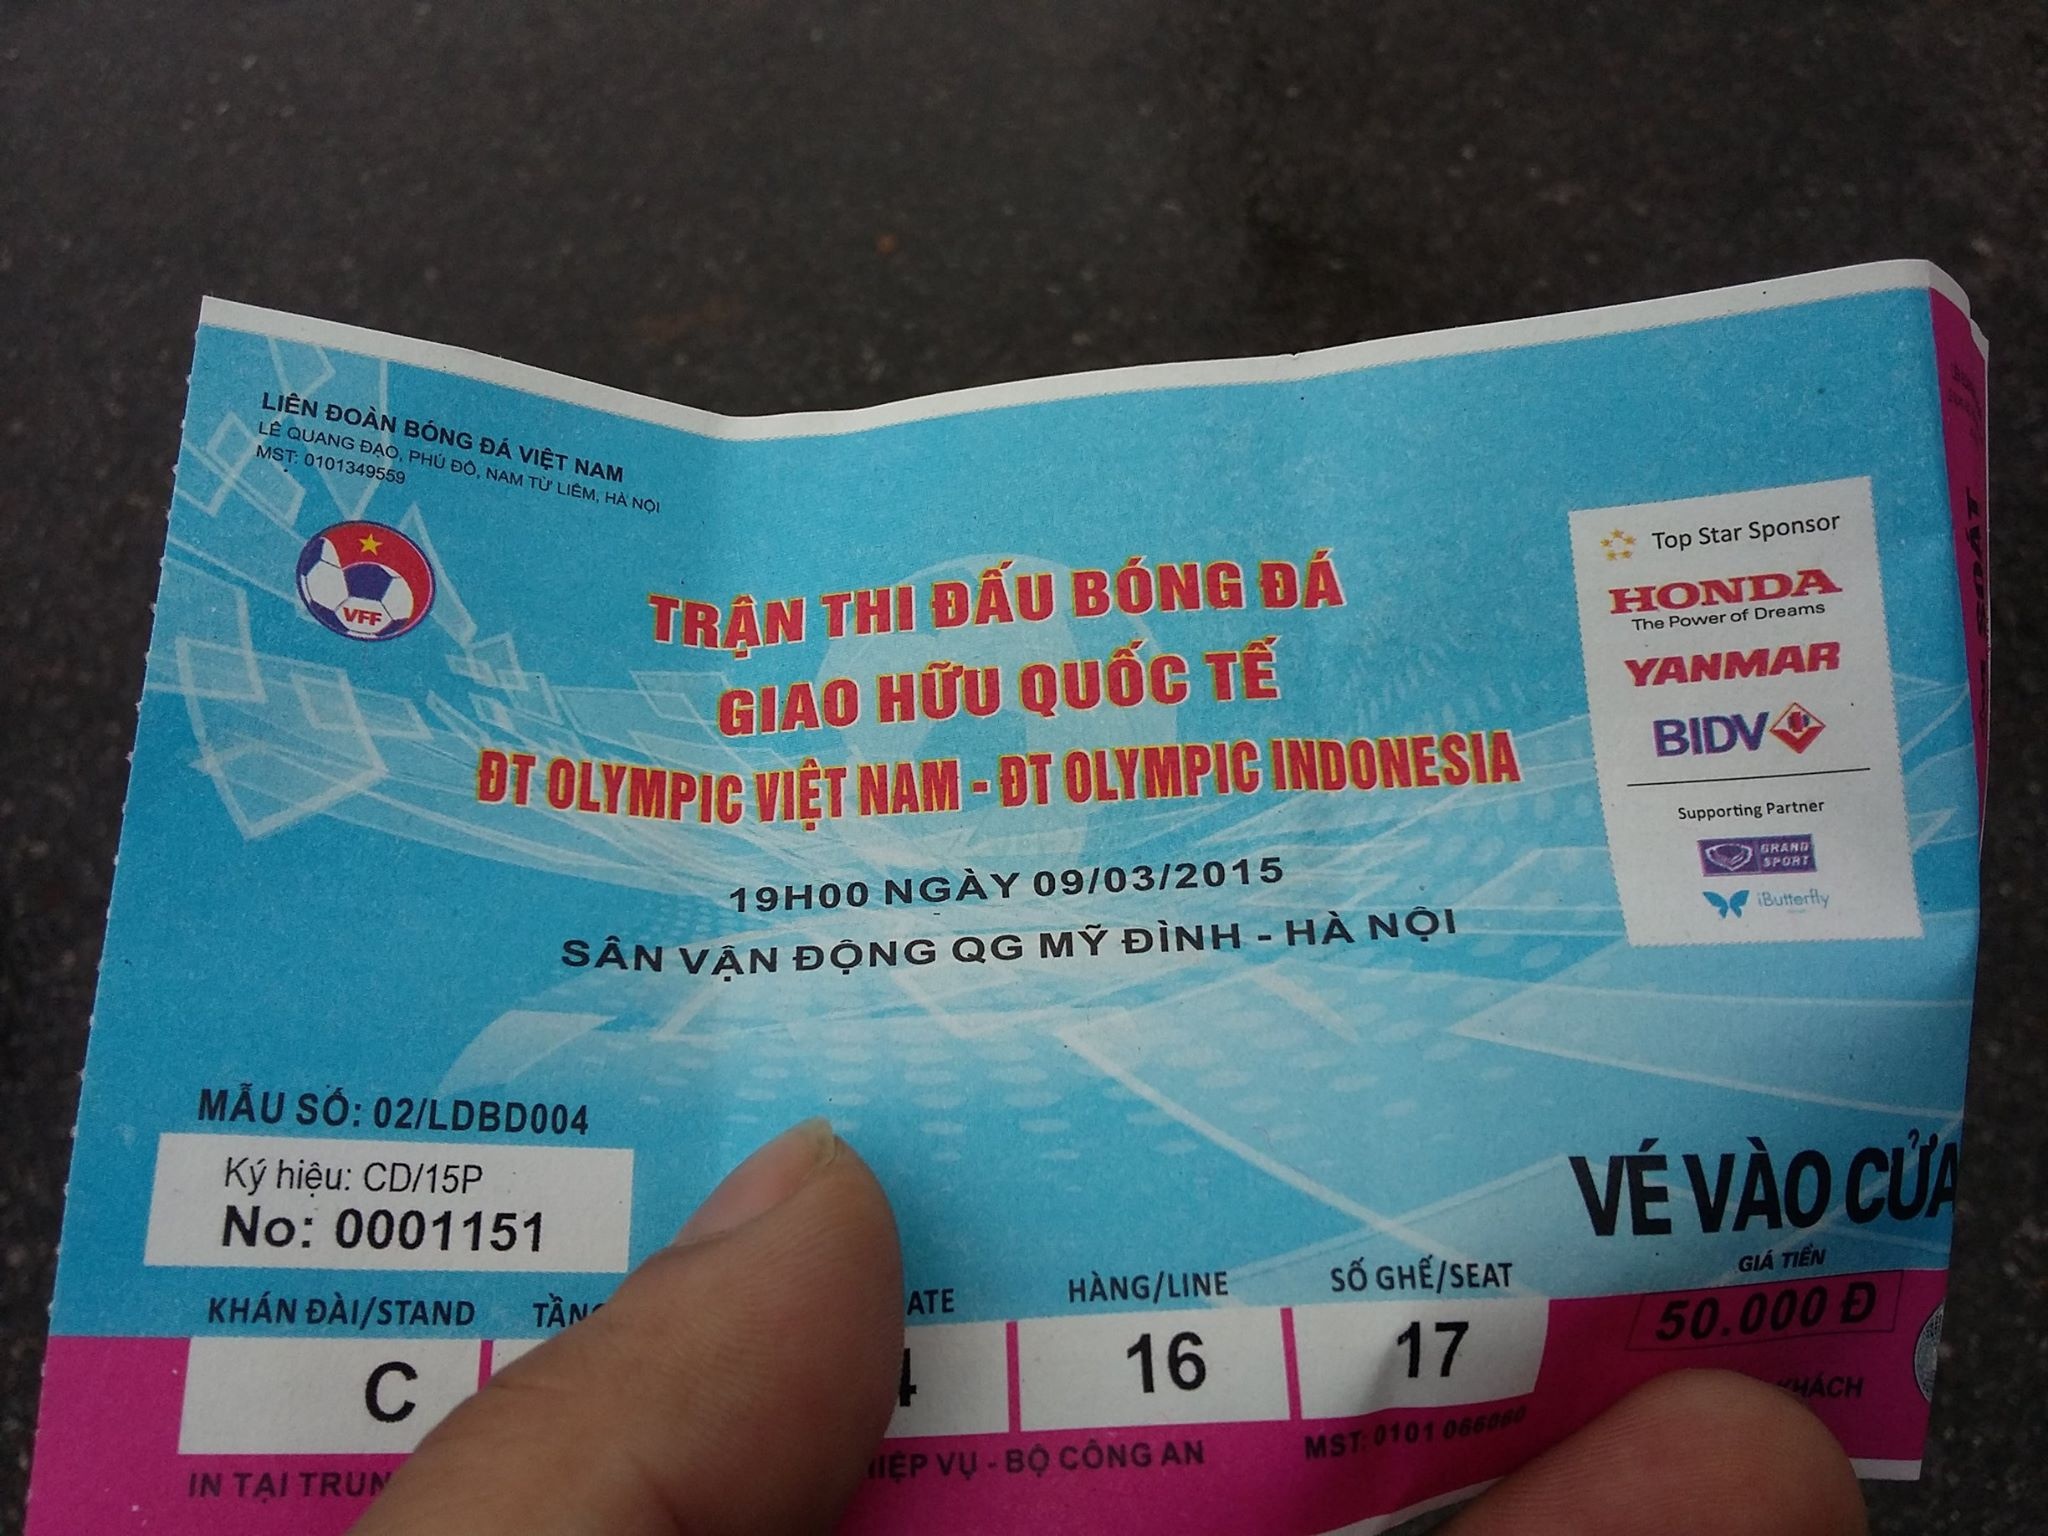 LIÊN ĐOÀN BÓNG ĐÁ VIỆT NAM
LÊ QUANG ĐẠO, PHÚ ĐÔ, NAM TỪ LIÊM, HÀ NỘI
MST: 0101349559
VFF
TRẬN THI ĐẤU BÓNG ĐÁ
GIAO HỮU QUỐC TẾ
ĐT OLYMPIC VIỆT NAM - ĐT OLYMPIC INDONESIA
19H00 NGÀY 09/03/2015
SÂN VẬN ĐỘNG QG MỸ ĐÌNH - HÀ NỘI
Top Star Sponsor
HONDA
The Power of Dreams
YANMAR
BIDV
Supporting Partner
GRAND SPORT
iButterfly
MẪU SỐ: 02/LDBD004
Ký hiệu: CD/15P
No: 0001151
VÉ VÀO CỬA
GIÁ TIỀN
50.000 Đ
KHÁCH
KHÁN ĐÀI/STAND
HÀNG/LINE
SỐ GHẾ/SEAT
C
16
17
IN TẠI
VỤ - BỘ CÔNG AN
MST: 0101
SOÁT